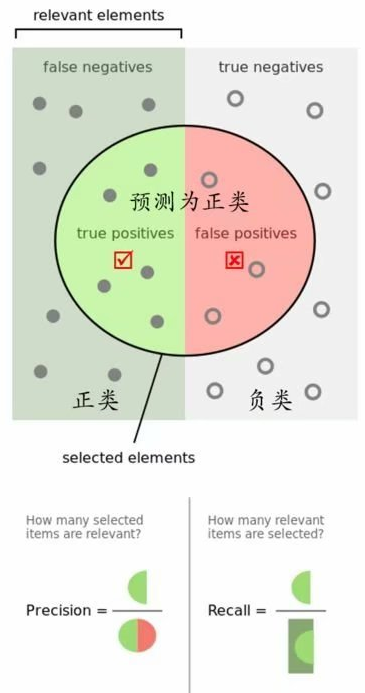 relevant elements
false negatives
true negatives
预测为正类
true positives
false positives
正类
负类
selected elements
How many selected
items are relevant?
How many relevant
items are selected?
Precision =
Recall =